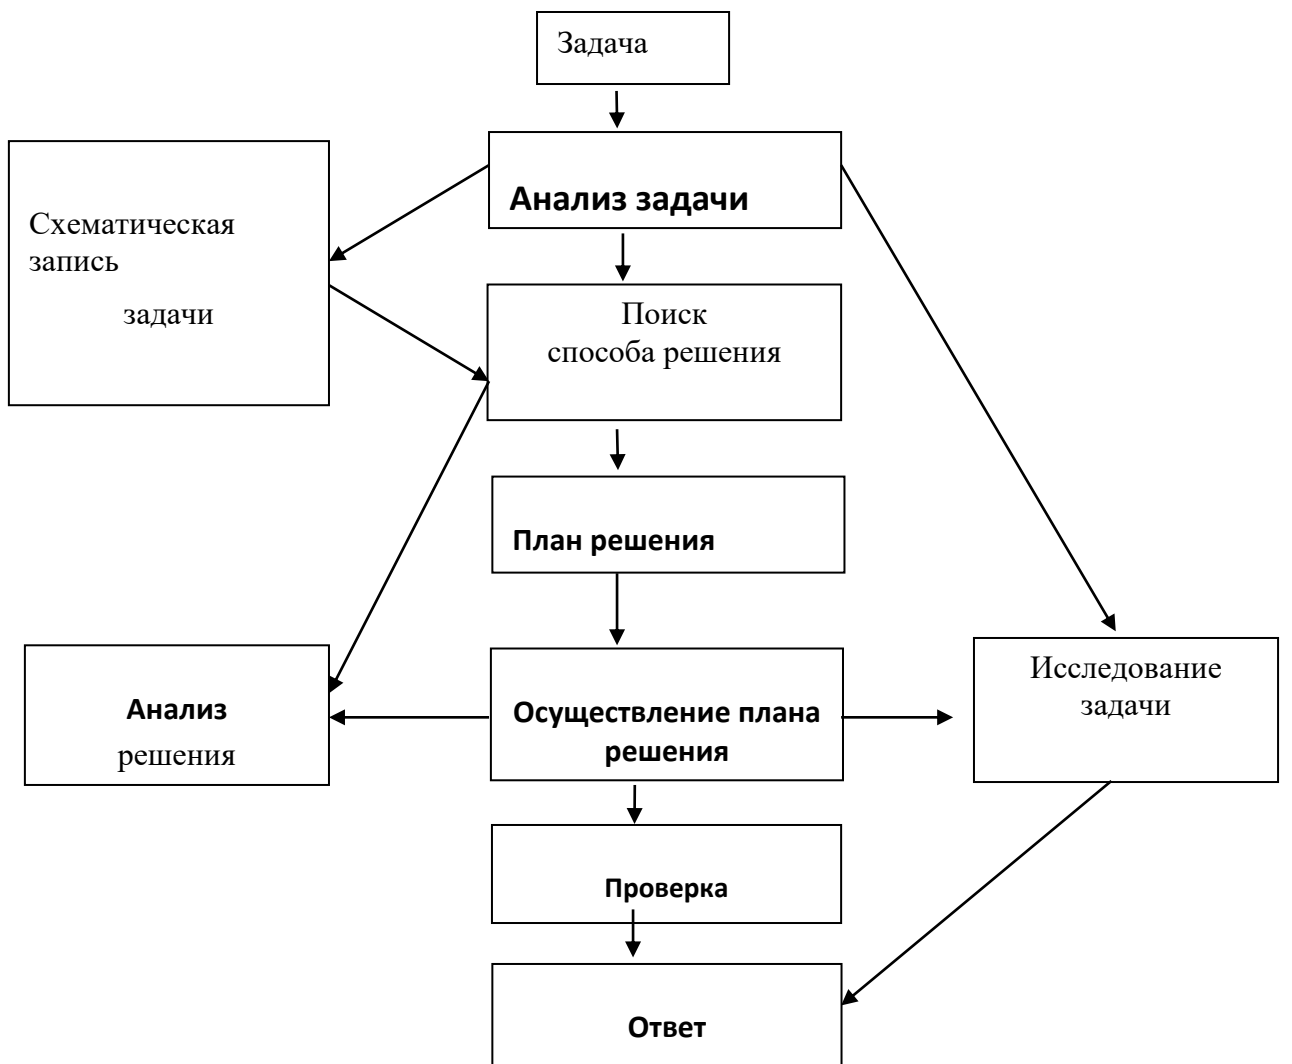 Задача
Анализ задачи
Схематическая
запись
задачи
Поиск
способа решения
План решения
Анализ
решения
Осуществление плана
решения
Исследование
задачи
Проверка
Ответ